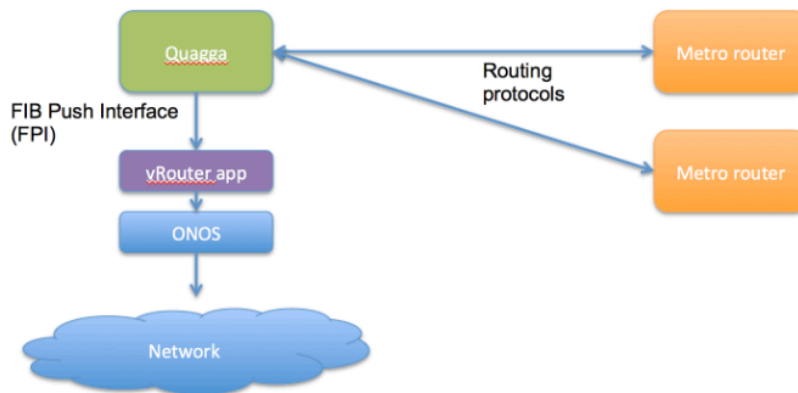 Quagga
Metro router
Routing
protocols
FIB Push Interface
(FPI)
vRouter app
Metro router
ONOS
Network